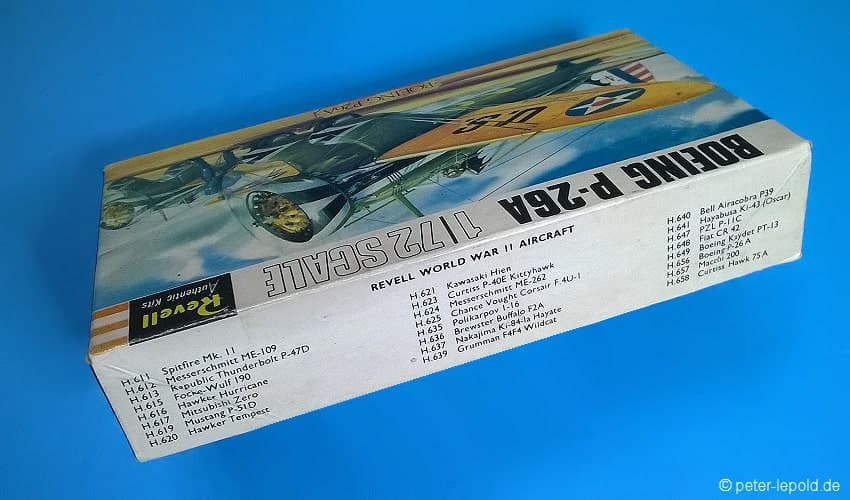 BOEING P-26A
U.S
BOEING P-26A
1/72 SCALE
Revell
Authentic Kits
REVELL WORLD WAR II AIRCRAFT
H.611 Spitfire Mk. II
H.612 Messerschmitt ME-109
H.613 Republic Thunderbolt P-47D
H.615 Focke-Wulf 190
H.616 Hawker Hurricane
H.617 Mitsubishi Zero
H.619 Mustang P-51D
H.620 Hawker Tempest
H.621 Kawasaki Hien
H.623 Curtiss P-40E Kittyhawk
H.624 Messerschmitt ME-262
H.625 Chance Vought Corsair F.4U-1
H.635 Polikarpov I-16
H.636 Brewster Buffalo F2A
H.637 Nakajima Ki-84-Ia Hayate
H.639 Grumman F4F4 Wildcat
H.640 Bell Airacobra P39
H.641 Hayabusa Ki-43 (Oscar)
H.647 PZL P-11C
H.648 Fiat CR 42
H.649 Boeing Kaydet PT-13
H.656 Boeing P-26 A
H.657 Macchi 200
H.658 Curtiss Hawk 75 A
© peter-lepold.de